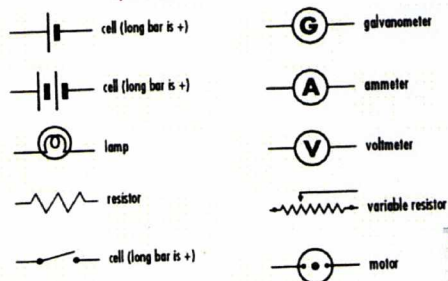 cell (long bar is +)
cell (long bar is +)
lamp
resistor
cell (long bar is +)
G galvanometer
A ammeter
V voltmeter
variable resistor
motor